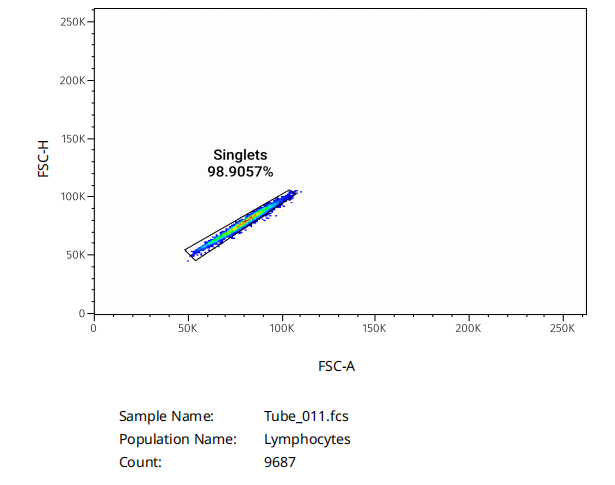 250K
200K
150K
100K
50K
0
FSC-H
Singlets
98.9057%
0 50K 100K 150K 200K 250K
FSC-A
Sample Name: Tube_011.fcs
Population Name: Lymphocytes
Count: 9687